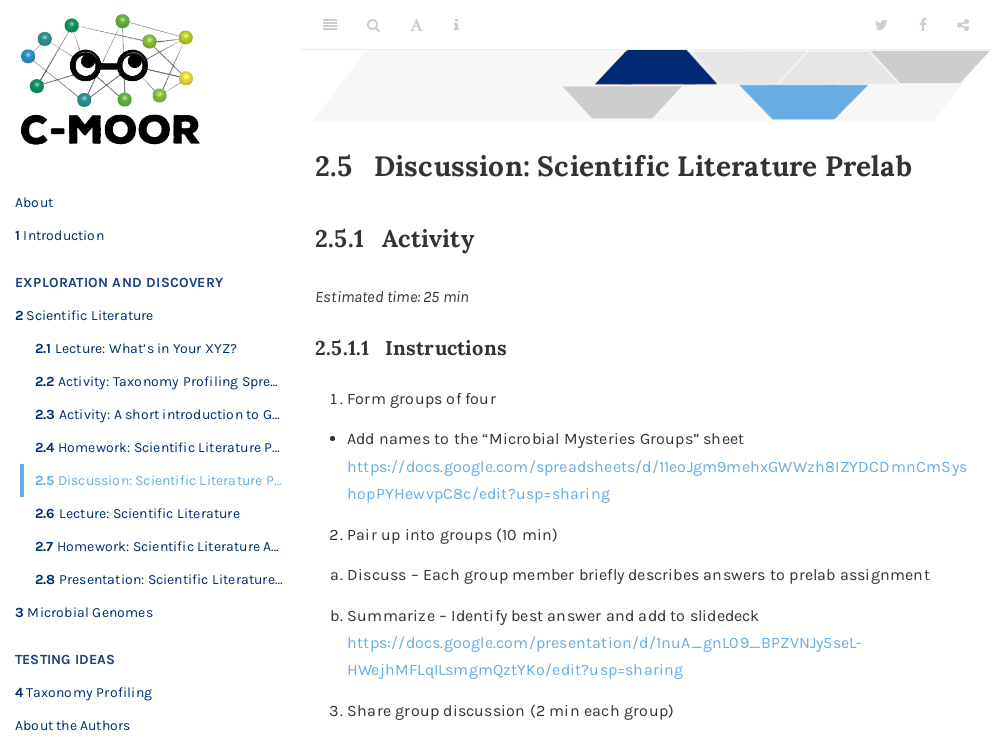 C-MOOR
About
1 Introduction
EXPLORATION AND DISCOVERY
2 Scientific Literature
2.1 Lecture: What's in Your XYZ?
2.2 Activity: Taxonomy Profiling Spre…
2.3 Activity: A short introduction to G…
2.4 Homework: Scientific Literature P…
2.5 Discussion: Scientific Literature P…
2.6 Lecture: Scientific Literature
2.7 Homework: Scientific Literature A…
2.8 Presentation: Scientific Literature…
3 Microbial Genomes
TESTING IDEAS
4 Taxonomy Profiling
About the Authors
2.5 Discussion: Scientific Literature Prelab
2.5.1 Activity
Estimated time: 25 min
2.5.1.1 Instructions
1. Form groups of four
• Add names to the “Microbial Mysteries Groups” sheet
https://docs.google.com/spreadsheets/d/11eoJgm9mehxGWWzh8IZYDCDmnCmSys
hopPYHewvpC8c/edit?usp=sharing
2. Pair up into groups (10 min)
a. Discuss – Each group member briefly describes answers to prelab assignment
b. Summarize – Identify best answer and add to slidedeck
https://docs.google.com/presentation/d/1nuA_gnL09_BPZVNJy5seL-
HWejhMFLqILsmgmQztYKo/edit?usp=sharing
3. Share group discussion (2 min each group)